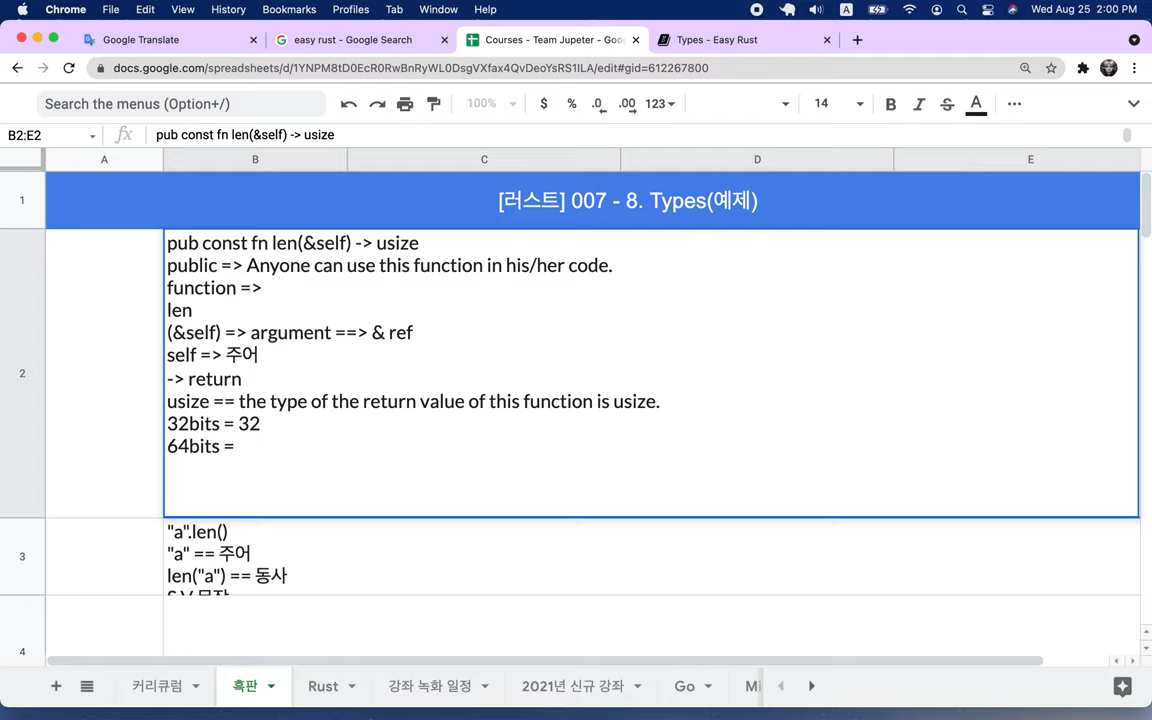 Chrome File Edit View History Bookmarks Profiles Tab Window Help A Wed Aug 25 2:00 PM
Google Translate easy rust - Google Search Courses - Team Jupeter - Goo Types - Easy Rust
docs.google.com/spreadsheets/d/1YNPM8tD0EcR0RwBnRyWL0DsgVXfax4QvDeoYsRS1ILA/edit#gid=612267800
Search the menus (Option+/) 100% $ % .0 .00 123 14 B I S A
B2:E2 fx pub const fn len(&self) -> usize
A B C D E
1 [러스트] 007 - 8. Types(예제)
pub const fn len(&self) -> usize
public => Anyone can use this function in his/her code.
function =>
len
(&self) => argument ==> & ref
self => 주어
2
-> return
usize == the type of the return value of this function is usize.
32bits = 32
64bits =
"a".len()
3 "a" == 주어
len("a") == 동사
S V 문장
4
커리큘럼 흑판 Rust 강좌 녹화 일정 2021년 신규 강좌 Go